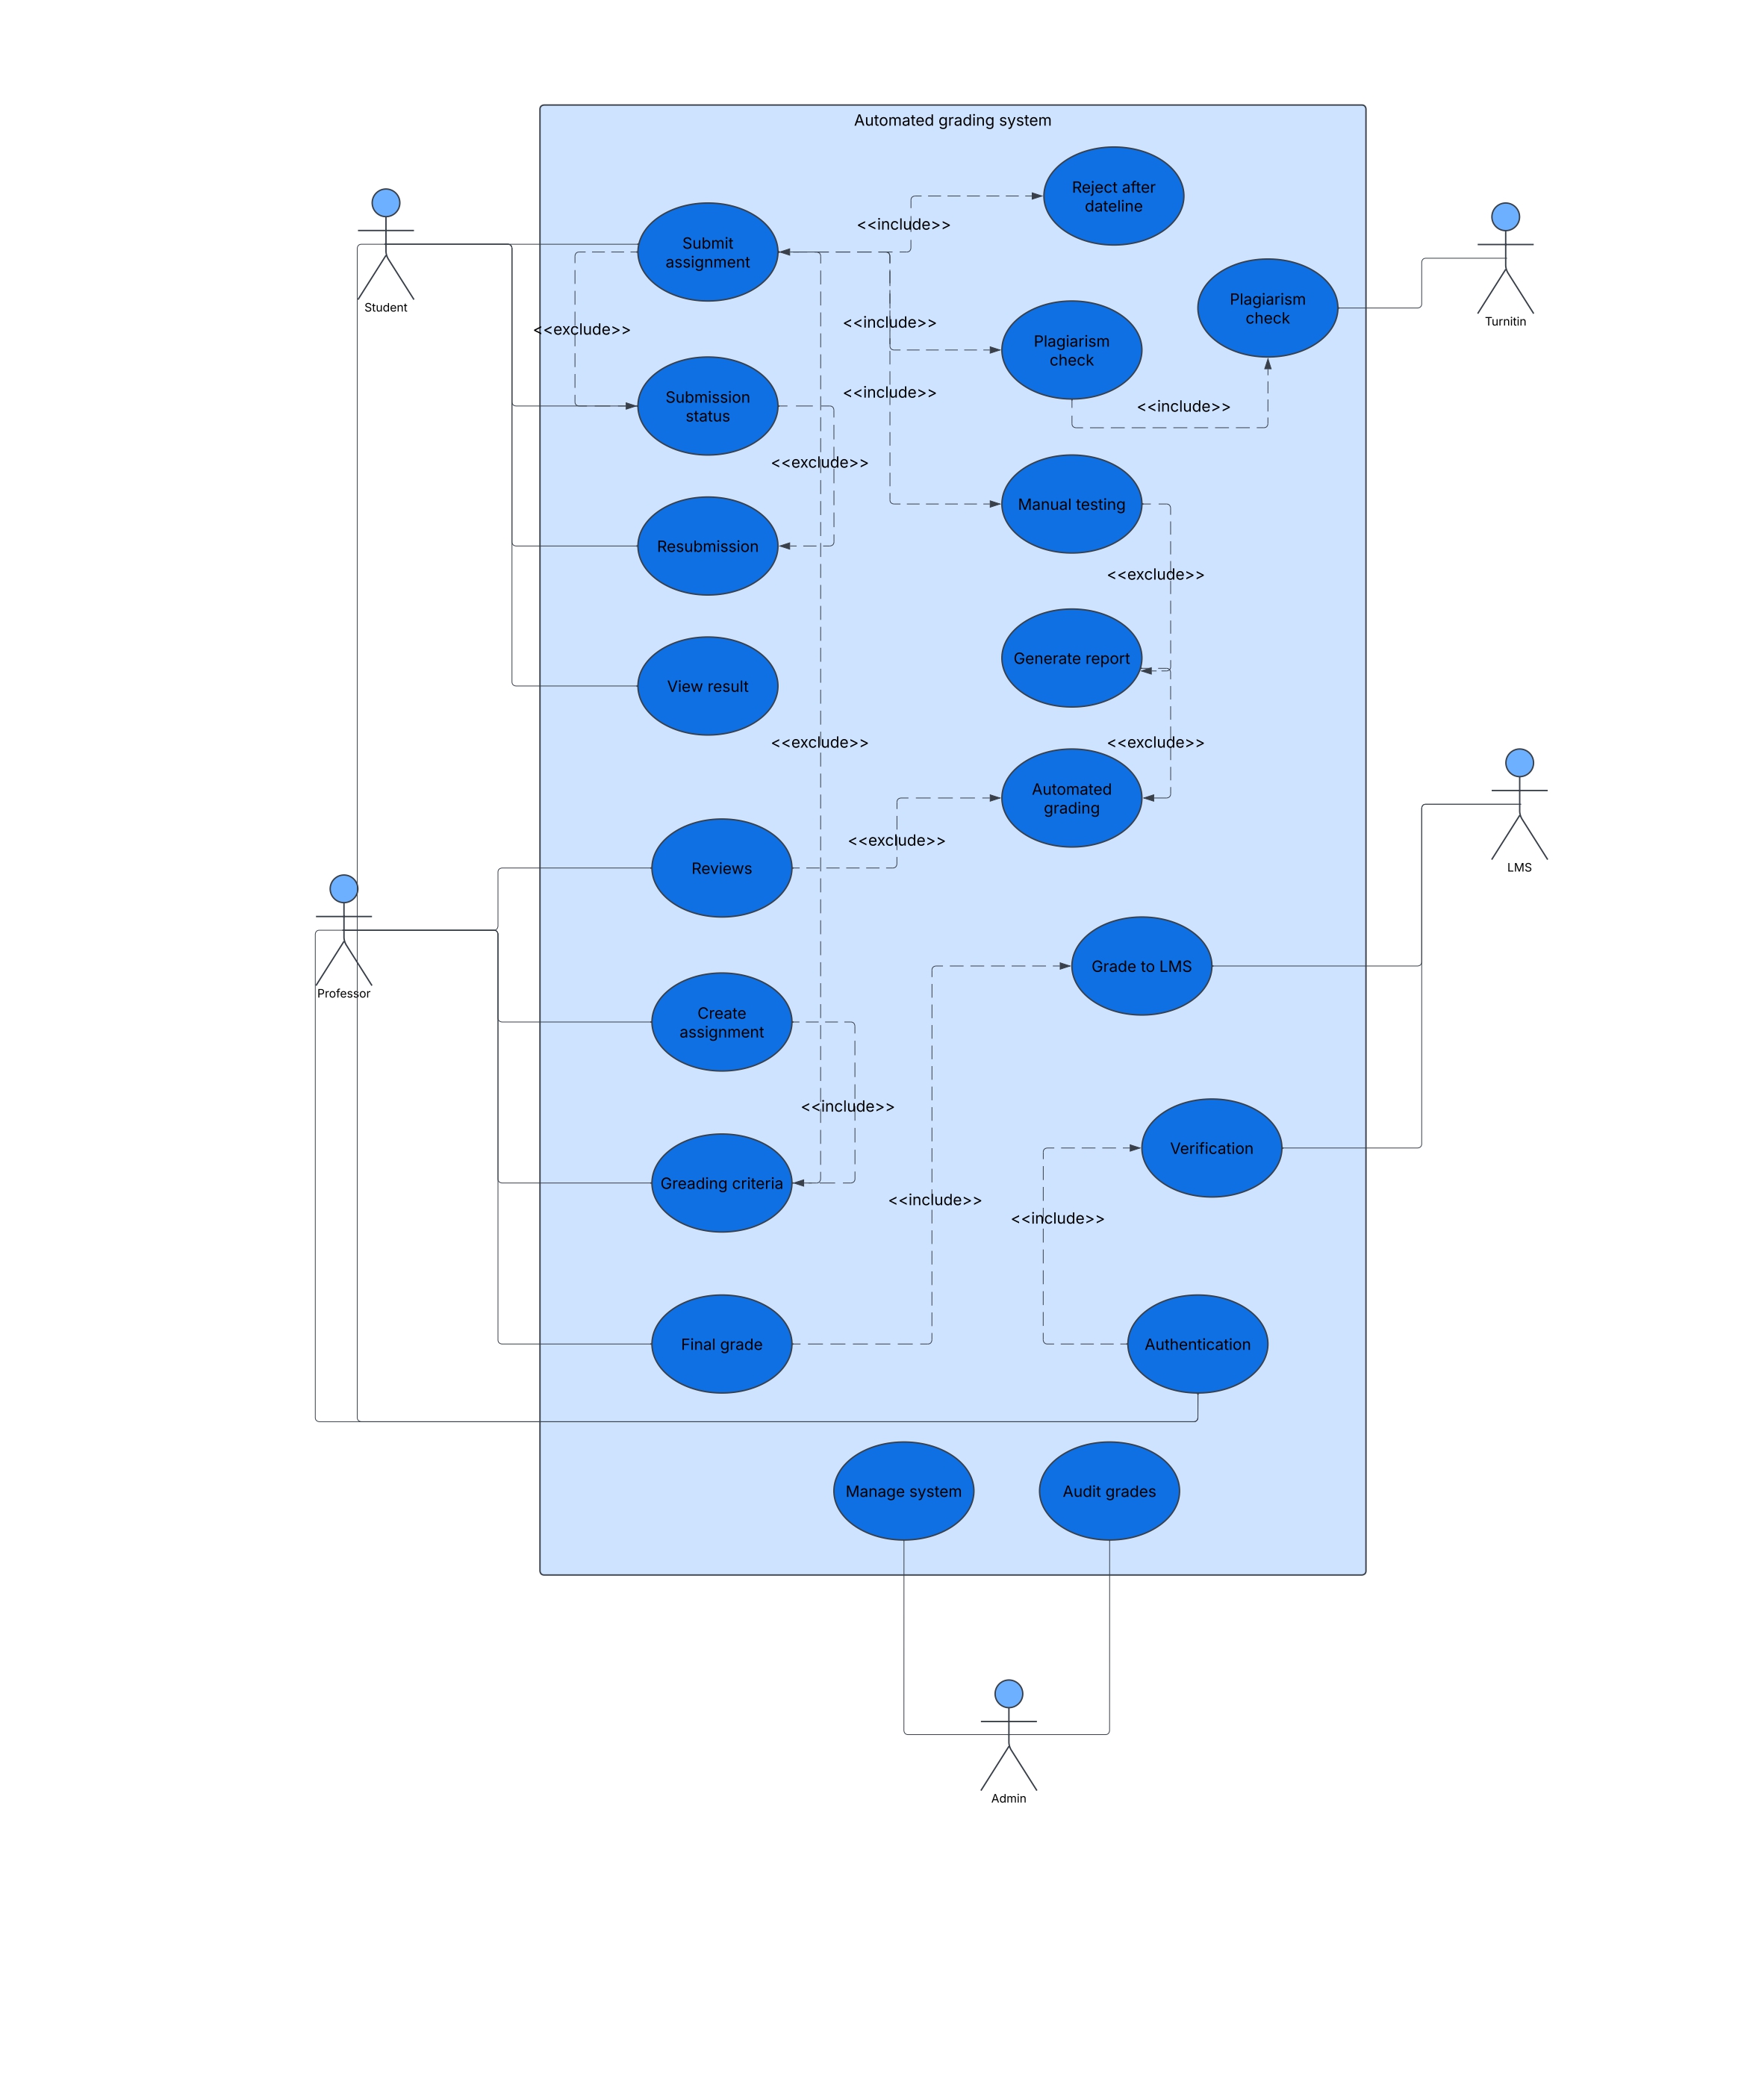 Automated grading system
Reject after
dateline
<<include>>
Submit
assignment
Student
Plagiarism
check
Turnitin
<<exclude>>
<<include>>
Plagiarism
check
<<include>>
Submission
status
<<include>>
<<exclude>>
Manual testing
Resubmission
<<exclude>>
Generate report
View result
<<exclude>>
<<exclude>>
Automated
grading
<<exclude>>
Reviews
LMS
Grade to LMS
Professor
Create
assignment
<<include>>
Verification
Greading criteria
<<include>>
<<include>>
Final grade
Authentication
Manage system
Audit grades
Admin